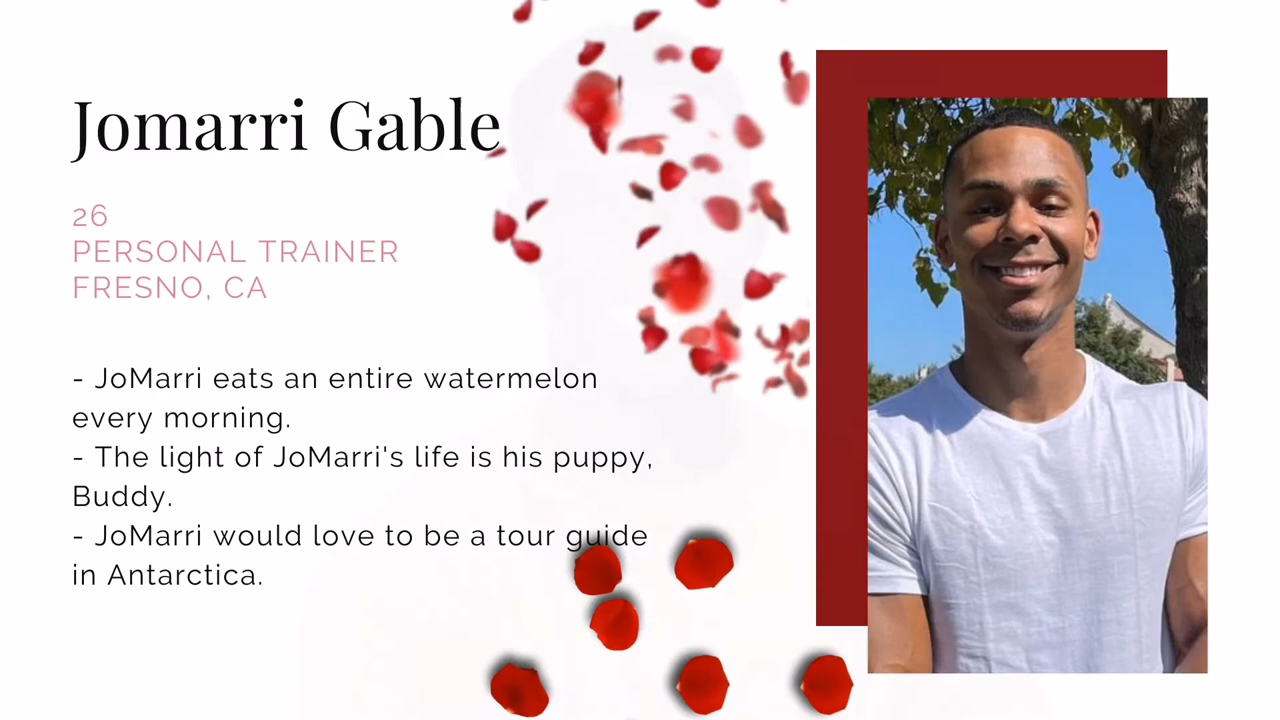 Jomarri Gable
26
PERSONAL TRAINER
FRESNO, CA
- JoMarri eats an entire watermelon
every morning.
- The light of JoMarri's life is his puppy,
Buddy.
- JoMarri would love to be a tour guide
in Antarctica.